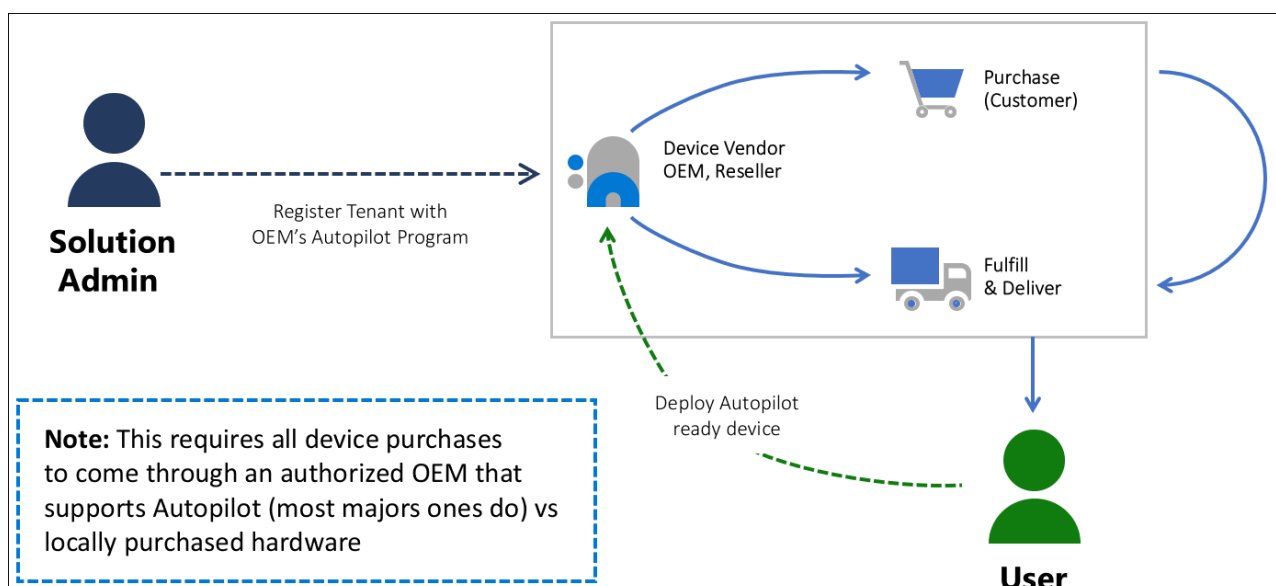 Purchase
(Customer)
Device Vendor
OEM, Reseller
Register Tenant with
OEM’s Autopilot Program
Solution
Admin
Fulfill
& Deliver
Deploy Autopilot
ready device
Note: This requires all device purchases
to come through an authorized OEM that
supports Autopilot (most majors ones do) vs
locally purchased hardware
User